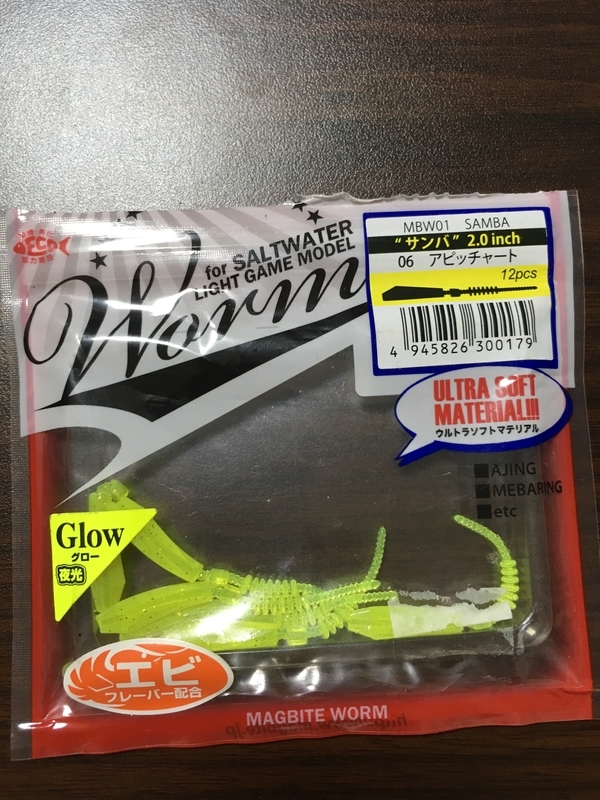 ECO
Worm
for SALTWATER
LIGHT GAME MODEL
MBW01 SAMBA
"サンバ" 2.0 inch
06 アピッチャート
12pcs
4 945826 300179
ULTRA SOFT
MATERIAL!!!
ウルトラソフトマテリアル
■AJING
■MEBARING
■etc
Glow
グロー
夜光
エビ
フレーバー配合
MAGBITE WORM